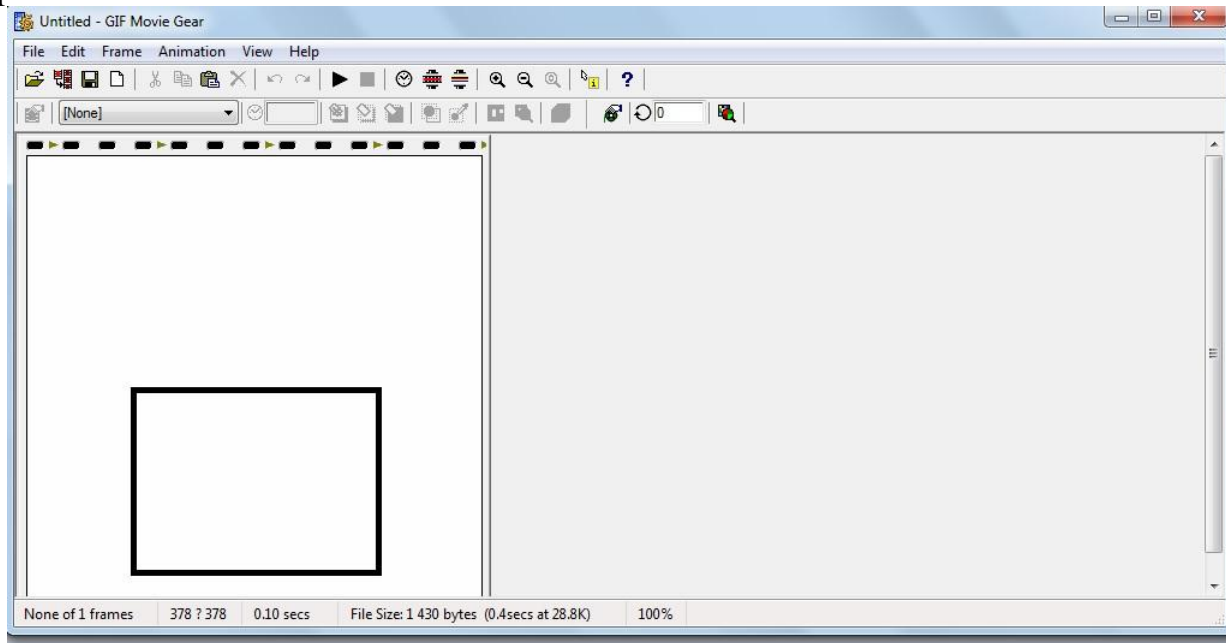 Untitled - GIF Movie Gear
File Edit Frame Animation View Help
[None] 0
None of 1 frames 378 ? 378 0.10 secs File Size: 1 430 bytes (0.4secs at 28.8K) 100%